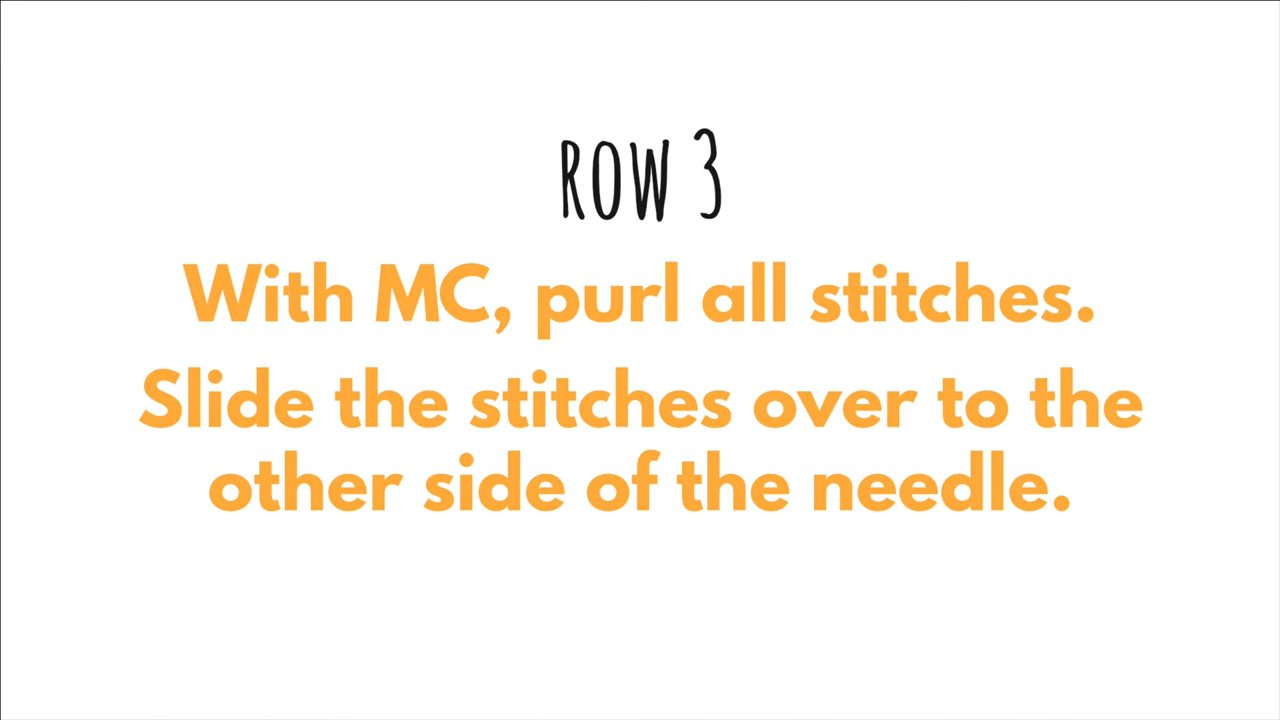 ROW 3
With MC, purl all stitches.
Slide the stitches over to the
other side of the needle.